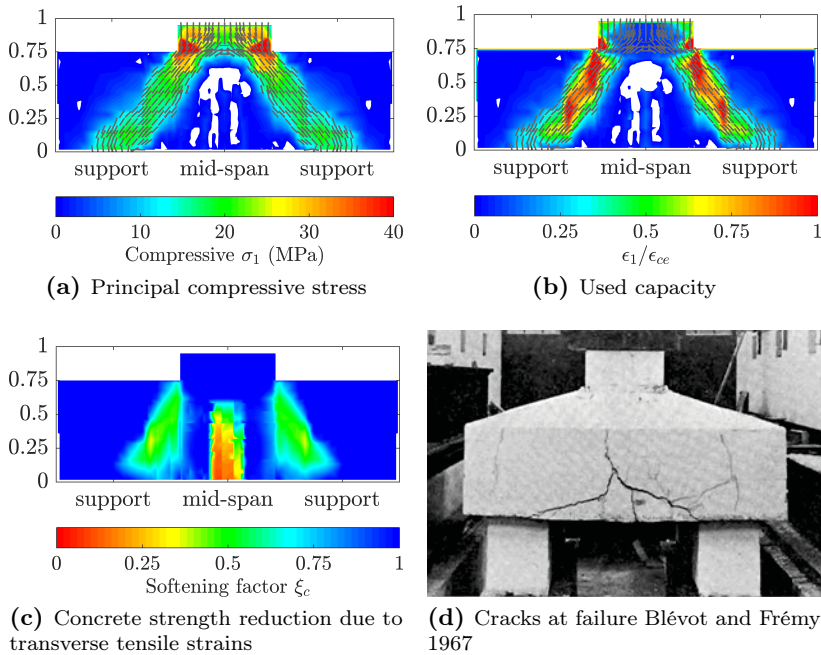 1
0.75
0.5
0.25
0
support mid-span support
0 10 20 30 40
Compressive σ1 (MPa)
(a) Principal compressive stress
1
0.75
0.5
0.25
0
support mid-span support
0 0.25 0.5 0.75 1
ϵ1/ϵce
(b) Used capacity
1
0.75
0.5
0.25
0
support mid-span support
0 0.25 0.5 0.75 1
Softening factor ξc
(c) Concrete strength reduction due to
transverse tensile strains
(d) Cracks at failure Blévot and Frémy
1967